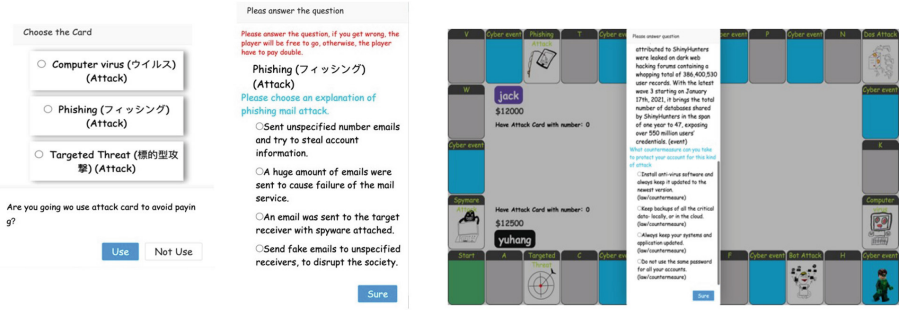 Choose the Card
Computer virus (ウイルス)
(Attack)
Phishing (フィッシング)
(Attack)
Targeted Threat (標的型攻
撃) (Attack)
Are you going wo use attack card to avoid payin
g?
Use
Not Use
Pleas answer the question
Please answer the question, if you get wrong, the
player will be free to go, otherwise, the player
have to pay double.
Phishing (フィッシング)
(Attack)
Please choose an explanation of
phishing mail attack.
Sent unspecified number emails
and try to steal account
information.
A huge amount of emails were
sent to cause failure of the mail
service.
An email was sent to the target
receiver with spyware attached.
Send fake emails to unspecified
receivers, to disrupt the society.
Sure
V
Cyber event
Phishing
Attack
T
Cyber ev
er event
P
Cyber event
N
Dos Attack
W
jack
$12000
Have Attack Card with number: 0
Cyber event
Cyber event
K
Spyware
Computer
Have Attack Card with number: 0
$12500
yuhang
Start
A
Targeted
Threat
C
Cyber ev
F
Cyber event
Bot Attack
H
Cyber event
Please answer question
attributed to ShinyHunters
were leaked on dark web
hacking forums containing a
whopping total of 386,400,530
user records. With the latest
wave 3 starting on January
17th, 2021, it brings the total
number of databases shared
by ShinyHunters in the span
of one year to 47, exposing
over 550 million users'
credentials. (event)
What countermeasure can you take
to protect your account for this kind
of attack
Install anti-virus software and
always keep it updated to the
newest version.
(law/countermeasure)
Keep backups of all the critical
data- locally, or in the cloud.
(law/countermeasure)
Always keep your systems and
application updated.
(law/countermeasure)
Do not use the same password
for all your accounts.
(law/countermeasure)
Sure